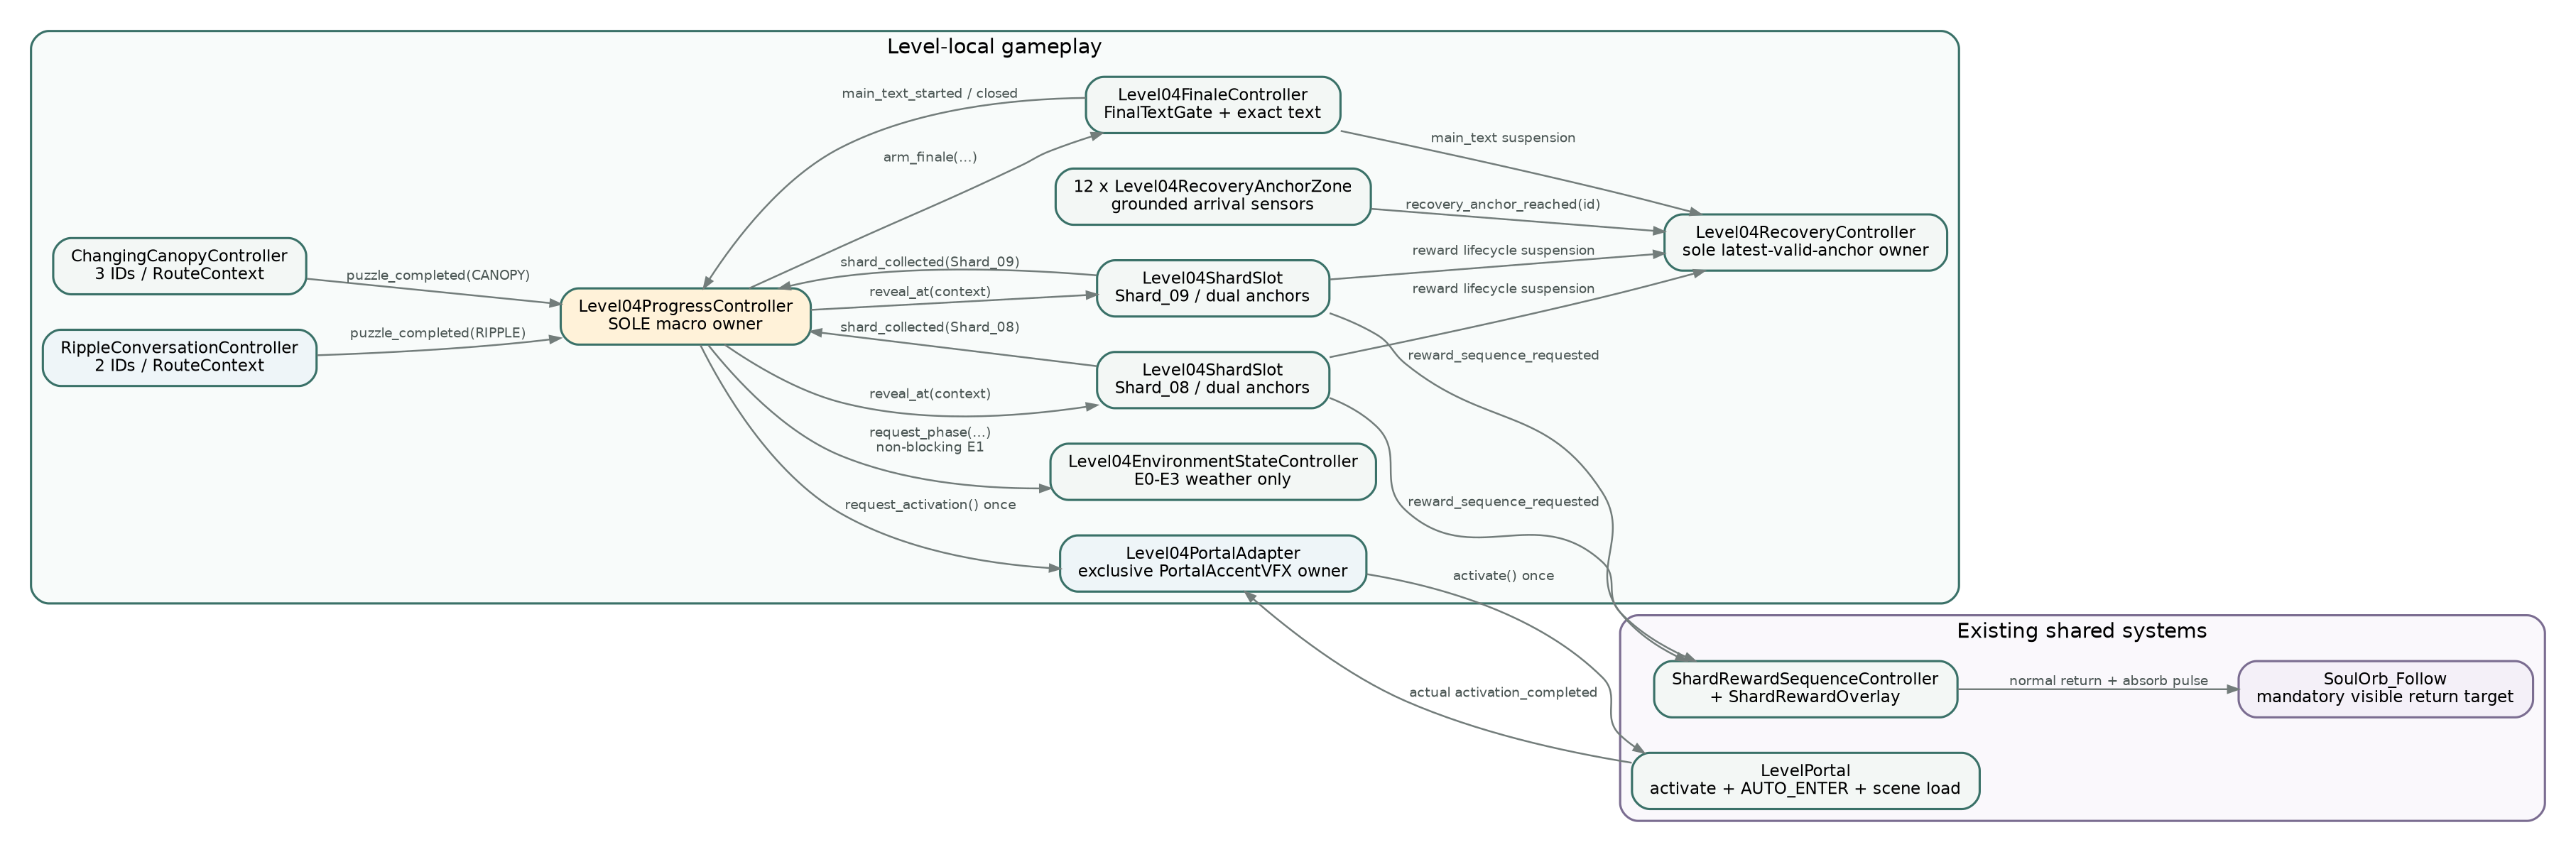 Level-local gameplay
main_text_started / closed
Level04FinaleController
FinalTextGate + exact text
main_text suspension
arm_finale(...)
12 x Level04RecoveryAnchorZone
grounded arrival sensors
recovery_anchor_reached(id)
Level04RecoveryController
sole latest-valid-anchor owner
ChangingCanopyController
3 IDs / RouteContext
puzzle_completed(CANOPY)
shard_collected(Shard_09)
Level04ShardSlot
Shard_09 / dual anchors
reward lifecycle suspension
reveal_at(context)
reward lifecycle suspension
Level04ProgressController
SOLE macro owner
RippleConversationController
2 IDs / RouteContext
puzzle_completed(RIPPLE)
shard_collected(Shard_08)
reward_sequence_requested
Level04ShardSlot
Shard_08 / dual anchors
reveal_at(context)
request_phase(...)
non-blocking E1
Level04EnvironmentStateController
E0-E3 weather only
reward_sequence_requested
request_activation() once
Level04PortalAdapter
exclusive PortalAccentVFX owner
activate() once
Existing shared systems
ShardRewardSequenceController
+ ShardRewardOverlay
normal return + absorb pulse
SoulOrb_Follow
mandatory visible return target
actual activation_completed
LevelPortal
activate + AUTO_ENTER + scene load